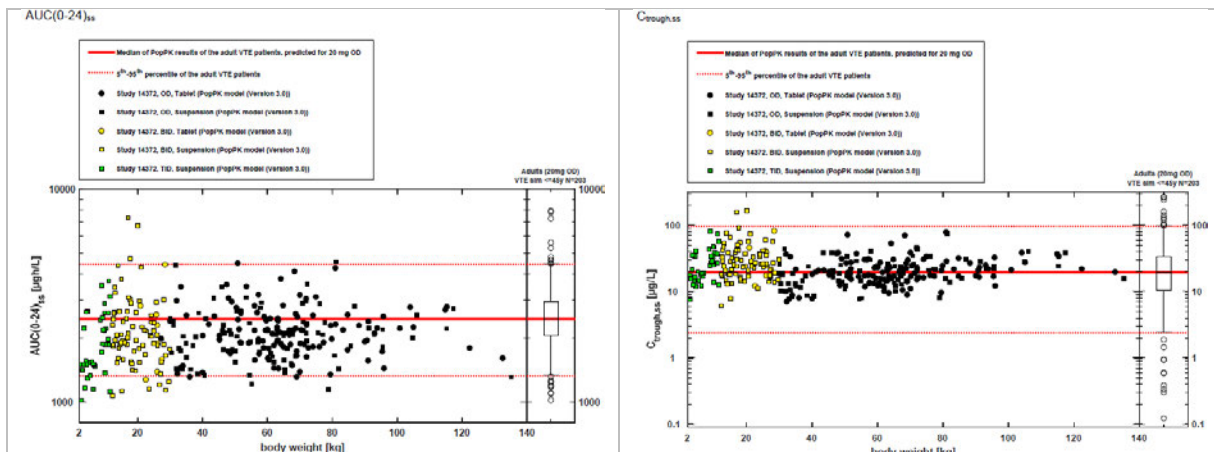 AUC(0-24)ss
Median of PopPK results of the adult VTE patients, predicted for 20 mg OD
5th-95th percentile of the adult VTE patients
Study 14372, OD, Tablet (PopPK model (Version 3.0))
Study 14372, OD, Suspension (PopPK model (Version 3.0))
Study 14372, BID, Tablet (PopPK model (Version 3.0))
Study 14372, BID, Suspension (PopPK model (Version 3.0))
Study 14372, TID, Suspension (PopPK model (Version 3.0))
Adults (20mg OD)
VTE sim <=45y N=203
10000
10000
AUC(0-24)ss [µgh/L]
1000
1000
2 20 40 60 80 100 120 140
body weight [kg]
Ctrough,ss
Median of PopPK results of the adult VTE patients, predicted for 20 mg OD
5th-95th percentile of the adult VTE patients
Study 14372, OD, Tablet (PopPK model (Version 3.0))
Study 14372, OD, Suspension (PopPK model (Version 3.0))
Study 14372, BID, Tablet (PopPK model (Version 3.0))
Study 14372, BID, Suspension (PopPK model (Version 3.0))
Study 14372, TID, Suspension (PopPK model (Version 3.0))
Adults (20mg OD)
VTE sim <=45y N=203
100
100
10
10
Ctrough,ss [µg/L]
1
1
0.1
0.1
2 20 40 60 80 100 120 140
body weight [kg]